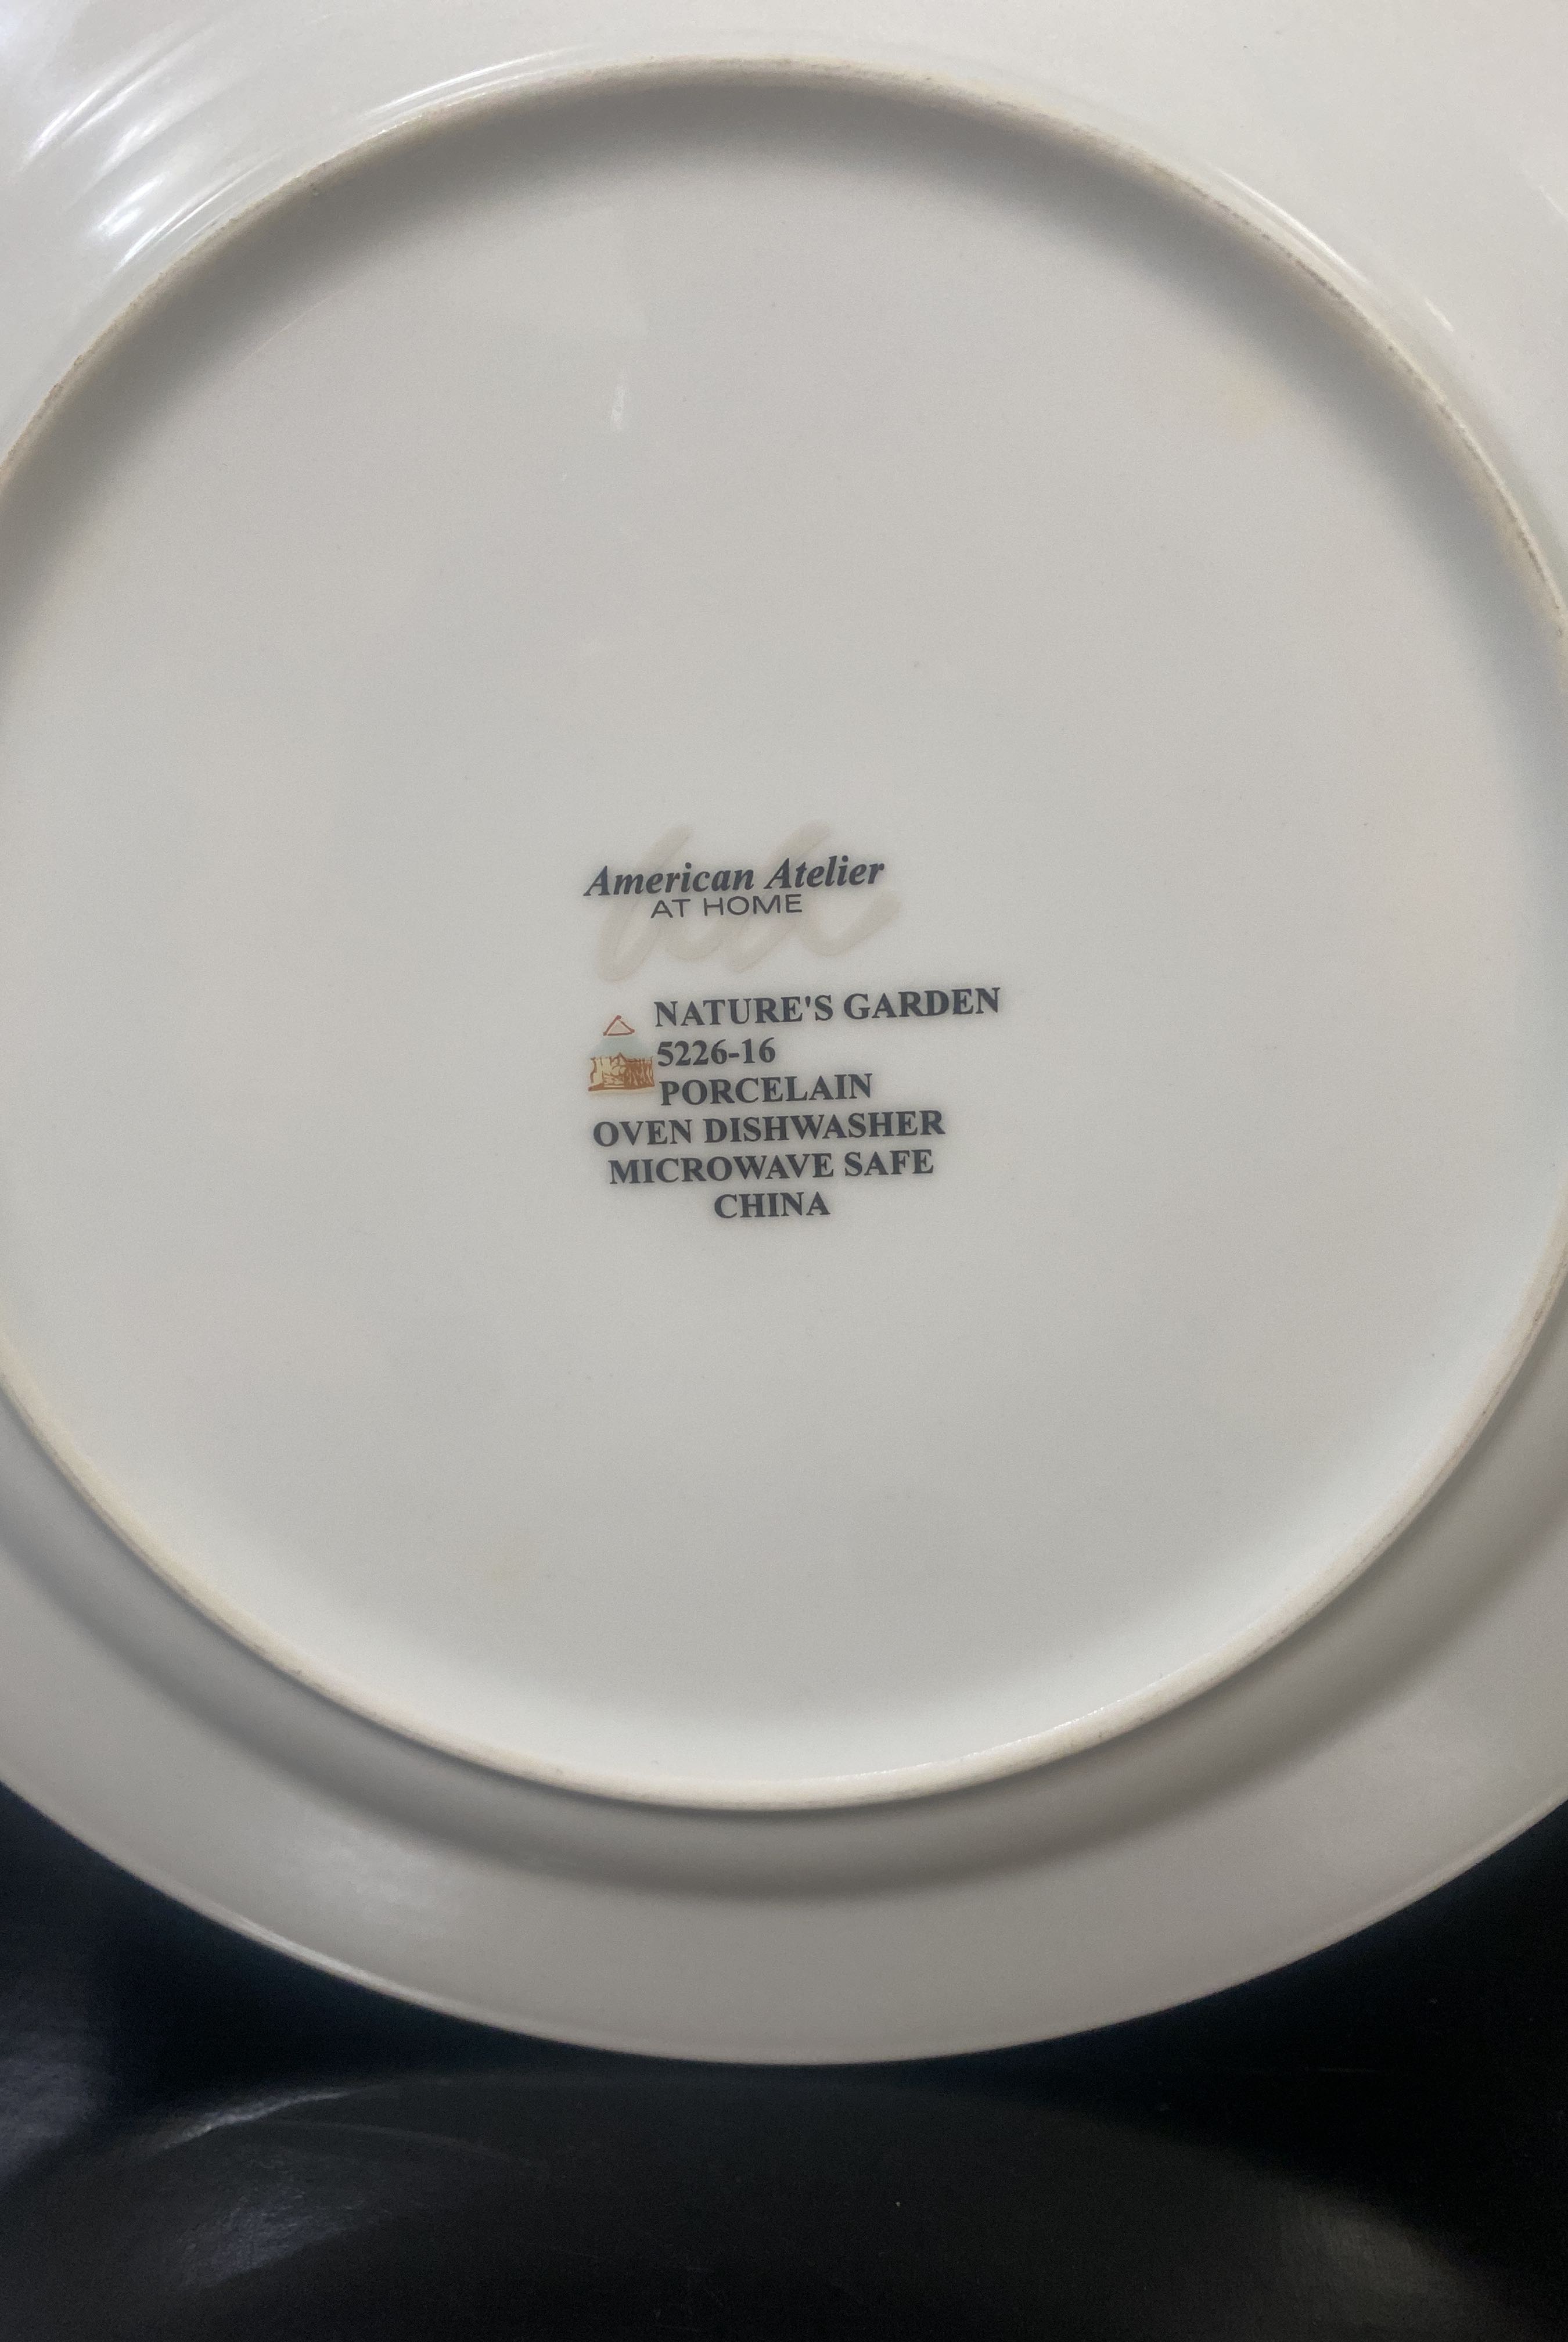 American Atelier
AT HOME
NATURE'S GARDEN
5226-16
PORCELAIN
OVEN DISHWASHER
MICROWAVE SAFE
CHINA